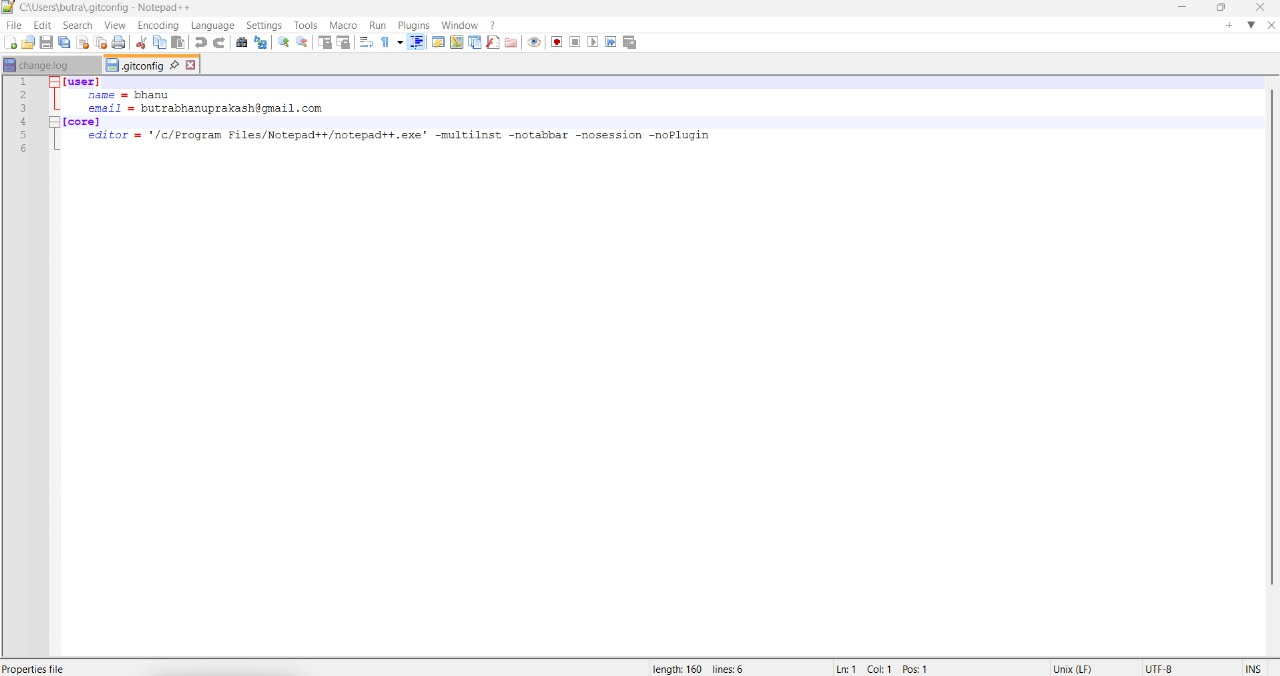 C:\Users\butra\.gitconfig - Notepad++
File Edit Search View Encoding Language Settings Tools Macro Run Plugins Window ?
change.log .gitconfig
1 [user]
2 name = bhanu
3 email = butrabhanuprakash@gmail.com
4 [core]
5 editor = '/c/Program Files/Notepad++/notepad++.exe' -multilnst -notabbar -nosession -noPlugin
6
Properties file length: 160 lines: 6 Ln: 1 Col: 1 Pos: 1 Unix (LF) UTF-8 INS